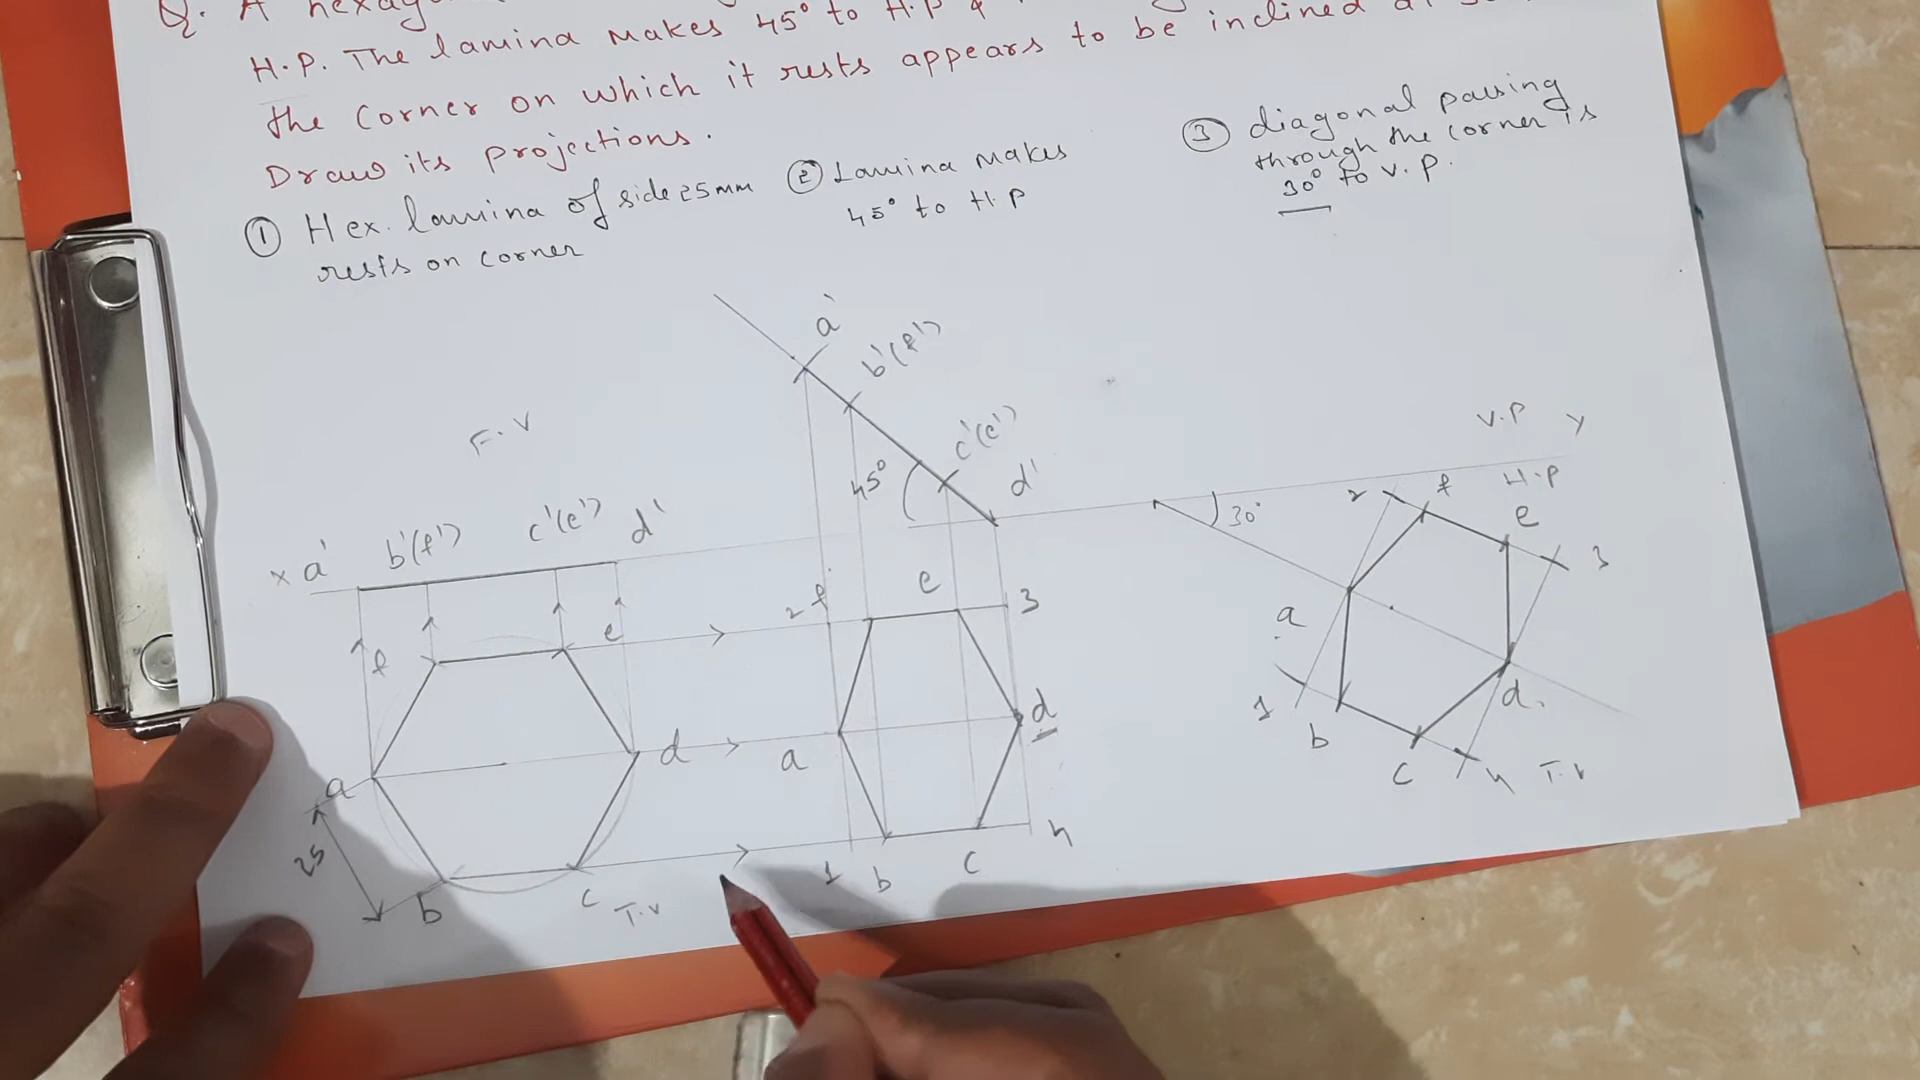 Q. A hexag
H.P. The lamina makes 45° to H.P &
the corner on which it rests appears to be inclined at
Draw its projections.
① Hex. lamina of side 25mm
rests on corner
② Lamina makes
45° to H.P
③ diagonal passing
through the corner is
30° to V.P.
a'
b'(f')
F.V
c'(e')
45°
d'
V.P
Y
H.P
30°
2
f
e
3
X a'
b'(f')
c'(e')
d'
f
e
2 f
e
3
a
d
a
d
a
d.
1
b
c
4
T.V
25
b
c
T.V
1
b
c
4